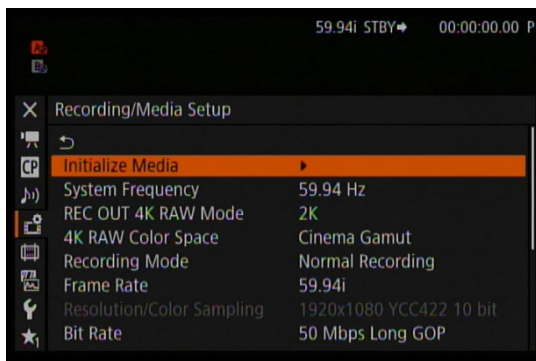 59.94i STBY➡ 00:00:00.00 P
A
B
Recording/Media Setup
Initialize Media
System Frequency 59.94 Hz
REC OUT 4K RAW Mode 2K
CP
4K RAW Color Space Cinema Gamut
Recording Mode Normal Recording
Frame Rate 59.94i
Resolution/Color Sampling 1920x1080 YCC422 10 bit
Bit Rate 50 Mbps Long GOP
1